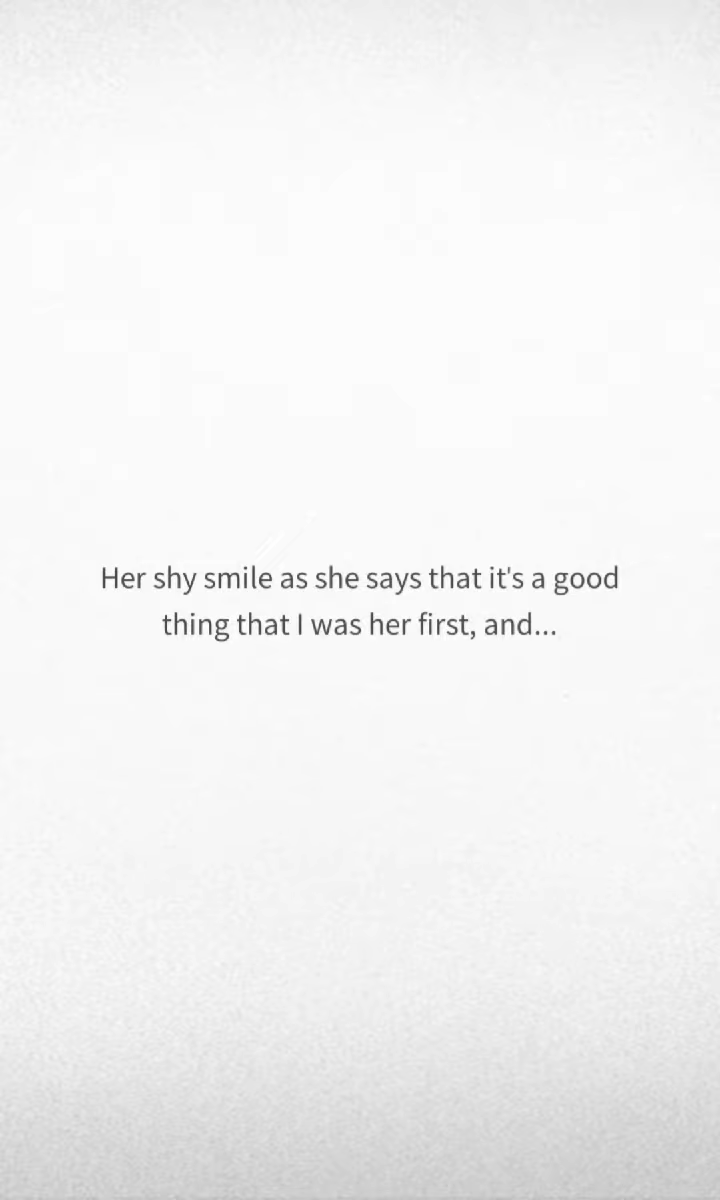 Her shy smile as she says that it's a good
thing that I was her first, and...